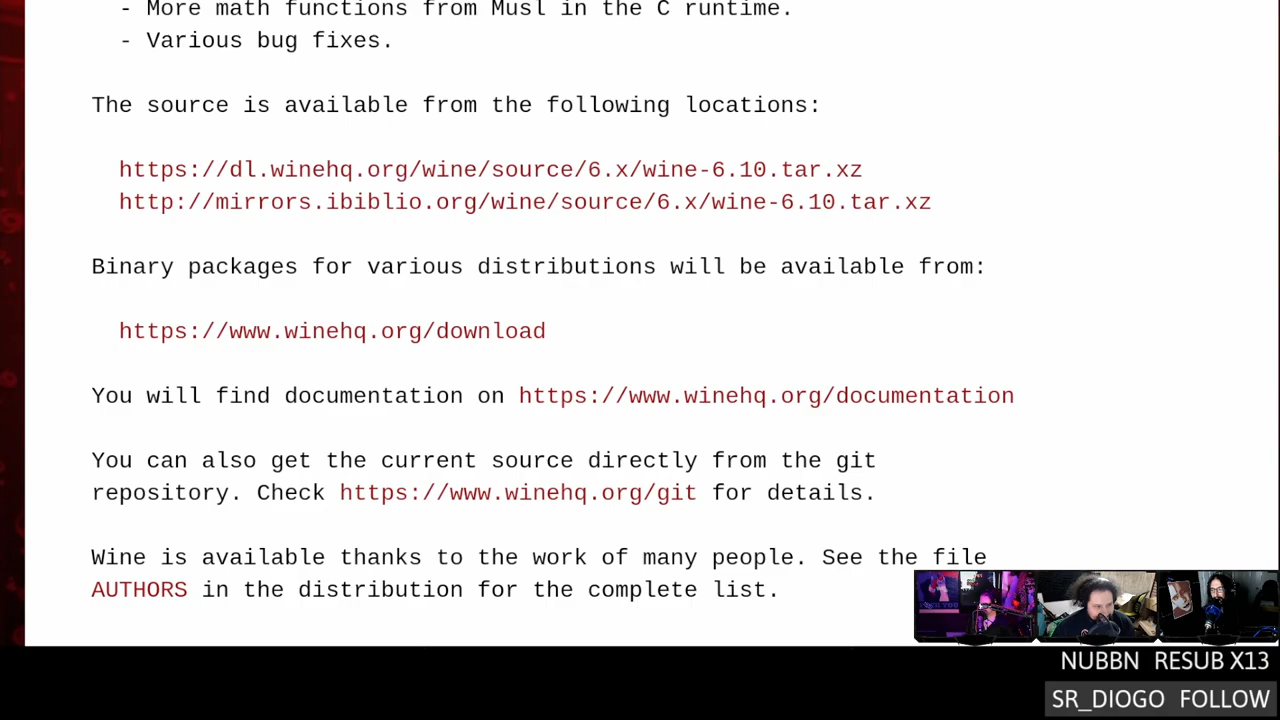 - More math functions from Musl in the C runtime.
- Various bug fixes.
The source is available from the following locations:
https://dl.winehq.org/wine/source/6.x/wine-6.10.tar.xz
http://mirrors.ibiblio.org/wine/source/6.x/wine-6.10.tar.xz
Binary packages for various distributions will be available from:
https://www.winehq.org/download
You will find documentation on https://www.winehq.org/documentation
You can also get the current source directly from the git
repository. Check https://www.winehq.org/git for details.
Wine is available thanks to the work of many people. See the file
AUTHORS in the distribution for the complete list.
NUBBN RESUB X13
SR_DIOGO FOLLOW